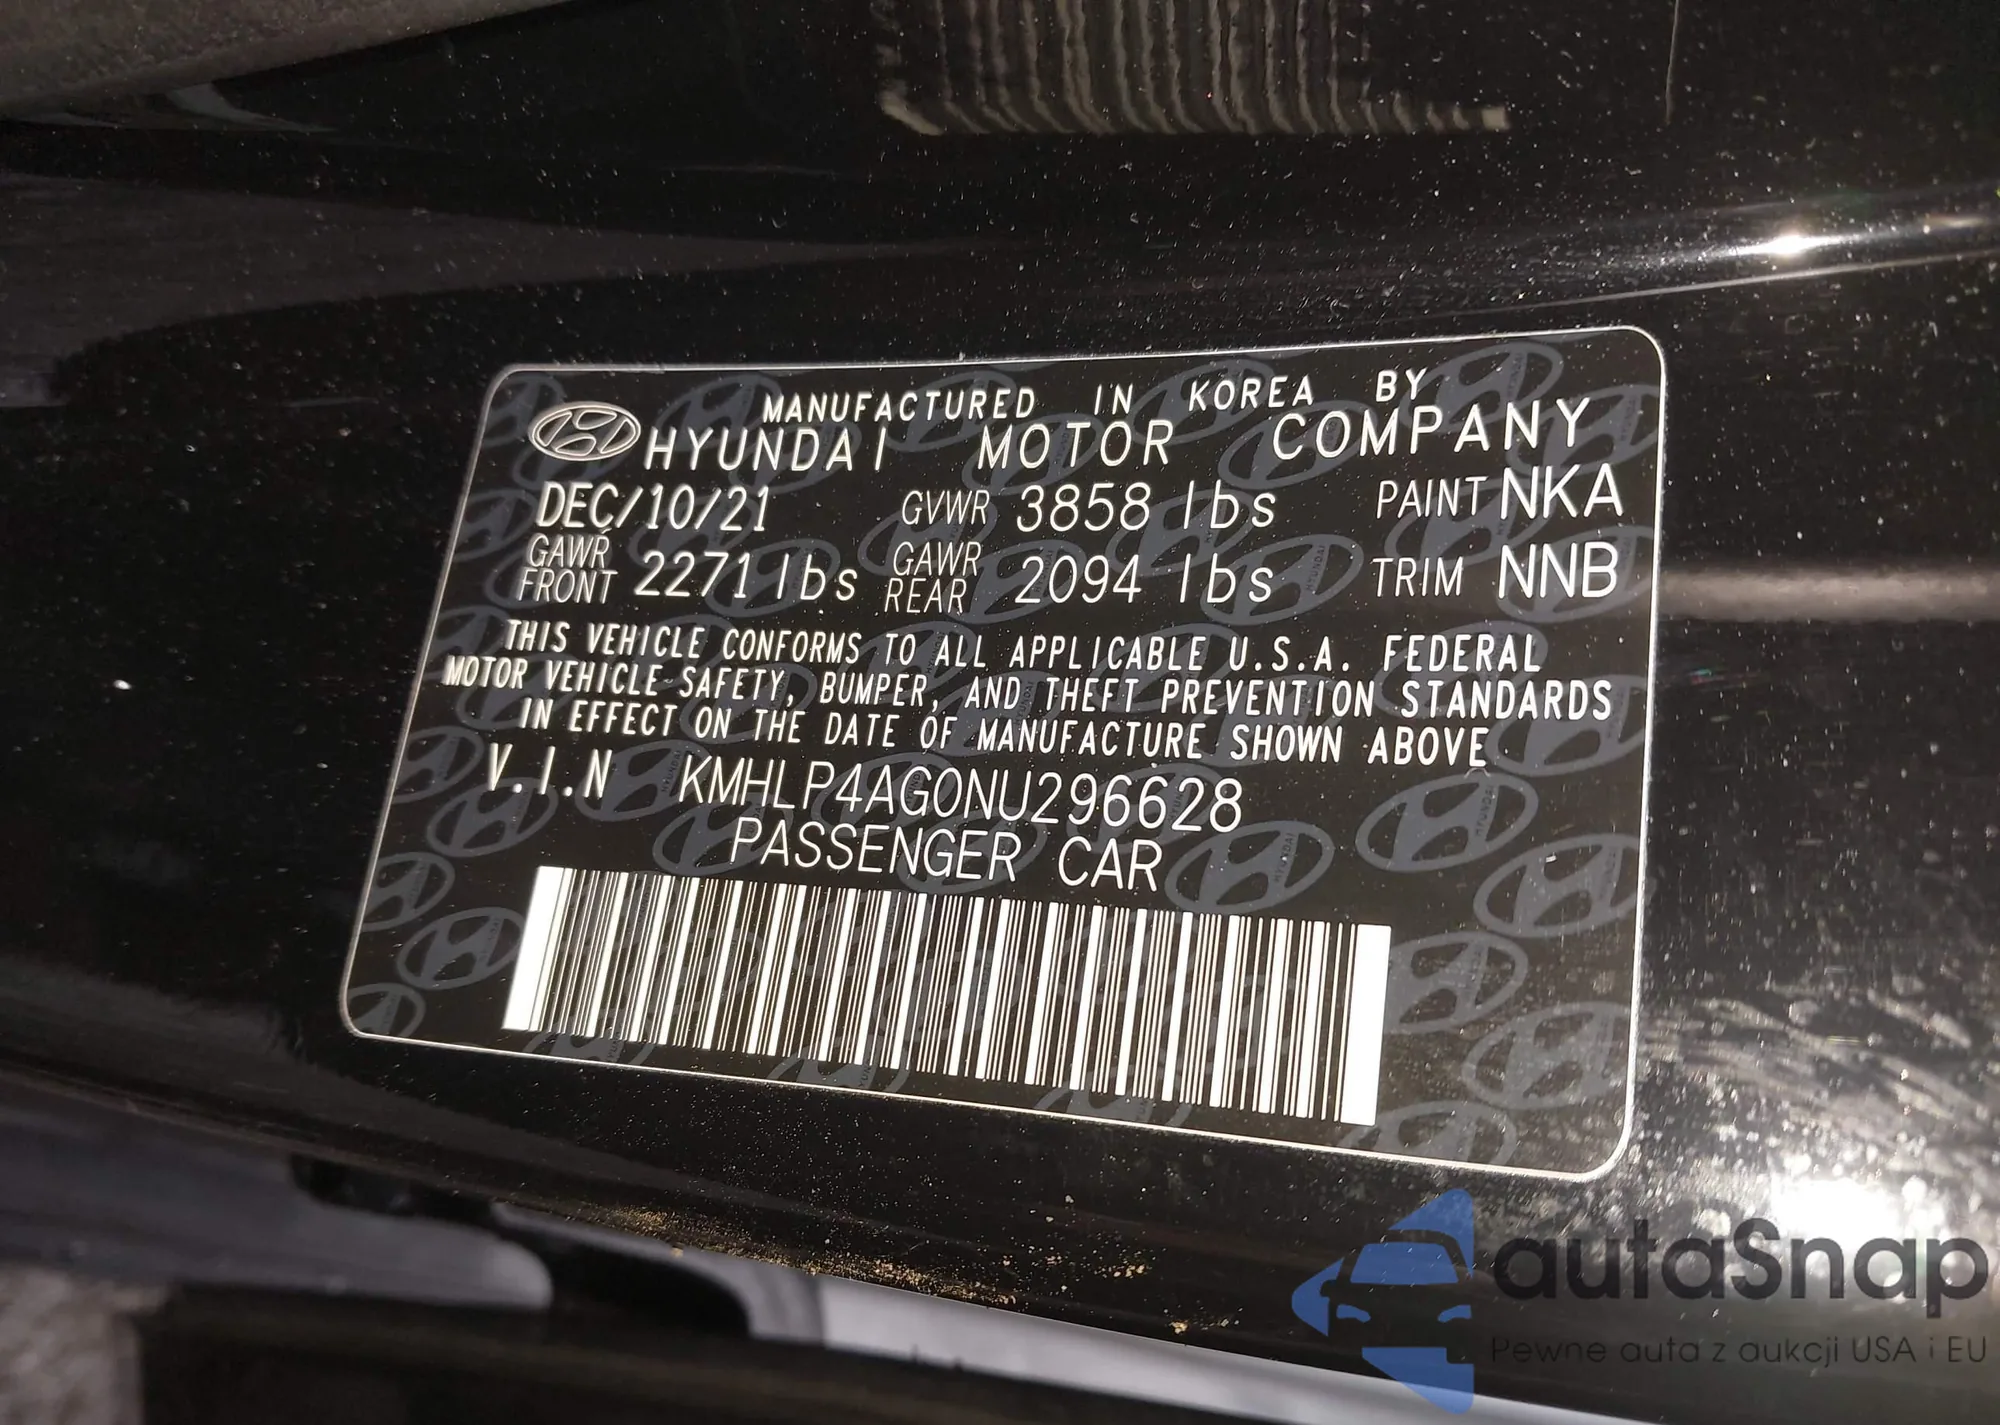 MANUFACTURED IN KOREA BY
HYUNDAI MOTOR COMPANY
DEC/10/21 GVWR 3858 lbs PAINT NKA
GAWR FRONT 2271 lbs GAWR REAR 2094 lbs TRIM NNB
THIS VEHICLE CONFORMS TO ALL APPLICABLE U.S.A. FEDERAL
MOTOR VEHICLE SAFETY, BUMPER, AND THEFT PREVENTION STANDARDS
IN EFFECT ON THE DATE OF MANUFACTURE SHOWN ABOVE
V.I.N KMHLP4AG0NU296628
PASSENGER CAR
autaSnap
Pewne auta z aukcji USA i EU